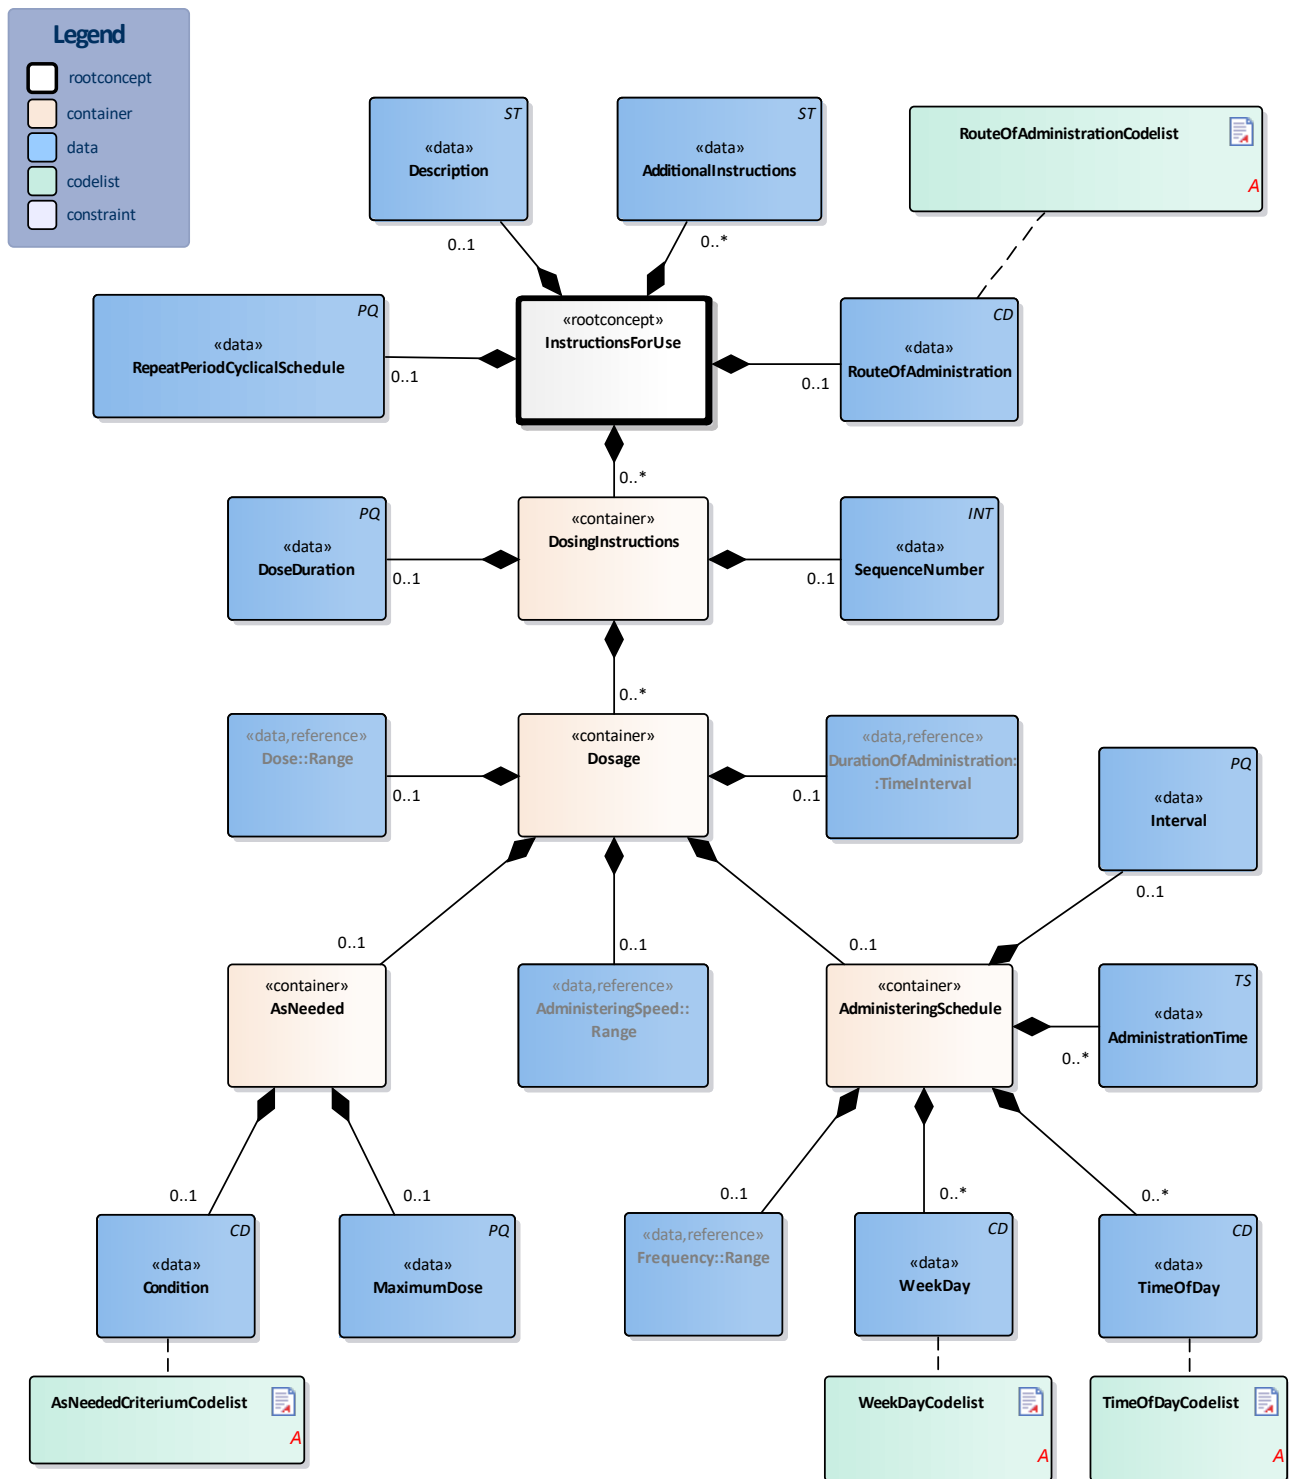 Legend
rootconcept
container
data
codelist
constraint
ST
«data»
Description
ST
«data»
AdditionalInstructions
RouteOfAdministrationCodelist
A
0..1
0..*
PQ
«data»
RepeatPeriodCyclicalSchedule
0..1
«rootconcept»
InstructionsForUse
CD
«data»
RouteOfAdministration
0..1
0..*
PQ
«data»
DoseDuration
0..1
«container»
DosingInstructions
INT
«data»
SequenceNumber
0..1
0..*
«data,reference»
Dose::Range
0..1
«container»
Dosage
«data,reference»
DurationOfAdministration:
:TimeInterval
0..1
PQ
«data»
Interval
0..1
0..1
0..1
0..1
«container»
AsNeeded
«data,reference»
AdministeringSpeed::
Range
«container»
AdministeringSchedule
TS
«data»
AdministrationTime
0..*
0..1
0..1
0..1
0..*
0..*
CD
«data»
Condition
PQ
«data»
MaximumDose
«data,reference»
Frequency::Range
CD
«data»
WeekDay
CD
«data»
TimeOfDay
AsNeededCriteriumCodelist
A
WeekDayCodelist
A
TimeOfDayCodelist
A